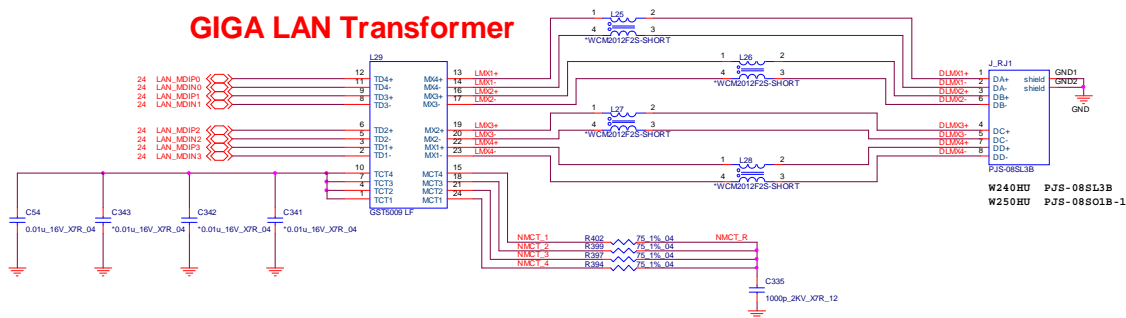 GIGA LAN Transformer
1 L25 2
4 3
*WCM2012F2S-SHORT
1 L26 2
4 3
*WCM2012F2S-SHORT
1 L27 2
4 3
*WCM2012F2S-SHORT
1 L28 2
4 3
*WCM2012F2S-SHORT
L29
24 LAN_MDIP0 12 TD4+ MX4+ 13 LMX1+
24 LAN_MDIN0 11 TD4- MX4- 14 LMX1-
24 LAN_MDIP1 9 TD3+ MX3+ 16 LMX2+
24 LAN_MDIN1 8 TD3- MX3- 17 LMX2-
24 LAN_MDIP2 6 TD2+ MX2+ 19 LMX3+
24 LAN_MDIN2 5 TD2- MX2- 20 LMX3-
24 LAN_MDIP3 3 TD1+ MX1+ 22 LMX4+
24 LAN_MDIN3 2 TD1- MX1- 23 LMX4-
10 TCT4 MCT4 15
7 TCT3 MCT3 18
4 TCT2 MCT2 21
1 TCT1 MCT1 24
GST5009 LF
J_RJ1
DLMX1+ 1 DA+ shield GND1
DLMX1- 2 DA- shield GND2
DLMX2+ 3 DB+
DLMX2- 6 DB-
GND
DLMX3+ 4 DC+
DLMX3- 5 DC-
DLMX4+ 7 DD+
DLMX4- 8 DD-
PJS-08SL3B
W240HU PJS-08SL3B
W250HU PJS-08SO1B-1
C54
0.01u_16V_X7R_04
C343
*0.01u_16V_X7R_04
C342
*0.01u_16V_X7R_04
C341
*0.01u_16V_X7R_04
NMCT_1 R402 75_1%_04 NMCT_R
NMCT_2 R399 75_1%_04
NMCT_3 R397 75_1%_04
NMCT_4 R394 75_1%_04
C335
1000p_2KV_X7R_12